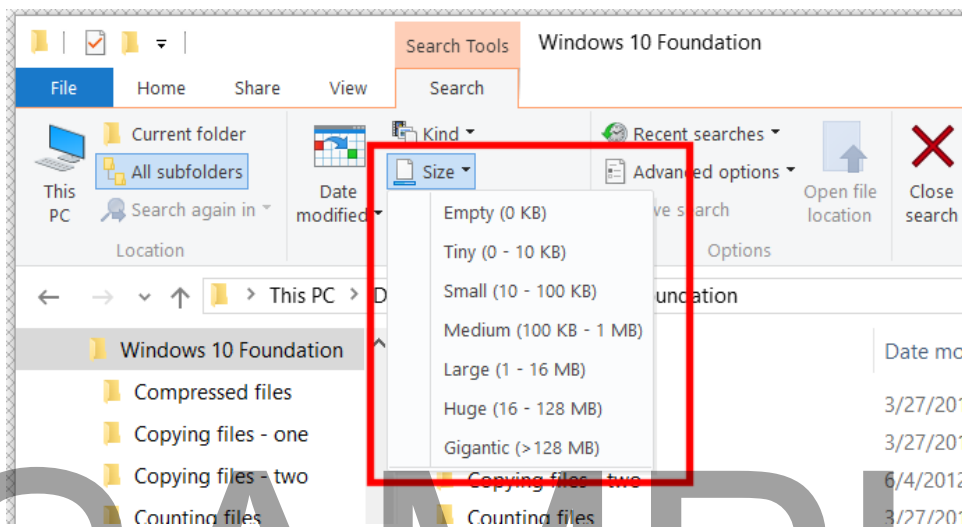 Search Tools
Windows 10 Foundation
File
Home
Share
View
Search
This PC
Current folder
All subfolders
Search again in
Location
Date modified
Kind
Size
Recent searches
Advanced options
search
Options
Open file location
Close search
Empty (0 KB)
Tiny (0 - 10 KB)
Small (10 - 100 KB)
Medium (100 KB - 1 MB)
Large (1 - 16 MB)
Huge (16 - 128 MB)
Gigantic (>128 MB)
This PC
Windows 10 Foundation
Compressed files
Copying files - one
Copying files - two
Counting files
Date mo
3/27/201
3/27/201
Copying files - two
6/4/2012
Counting files
3/27/201